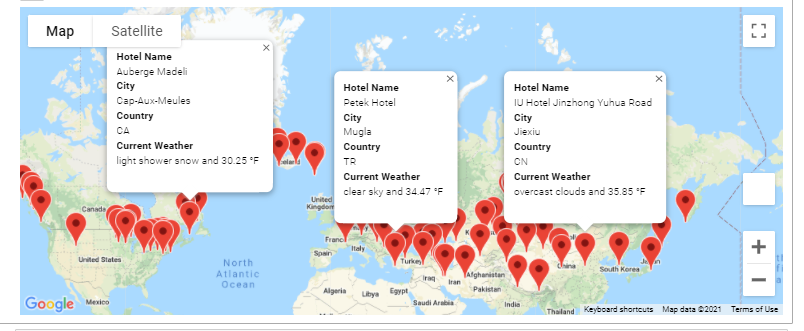 Map
Satellite
Hotel Name
Auberge Madeli
City
Cap-Aux-Meules
Country
CA
Current Weather
light shower snow and 30.25 °F
Hotel Name
Petek Hotel
City
Mugla
Country
TR
Current Weather
clear sky and 34.47 °F
Hotel Name
IU Hotel Jinzhong Yuhua Road
City
Jiexiu
Country
CN
Current Weather
overcast clouds and 35.85 °F
Canada
United States
Mexico
North
Atlantic
Ocean
United
Kingdom
Spain
Italy
Turkey
Algeria
Libya
Egypt
Iraq
Iran
Saudi Arabia
Afghanistan
Pakistan
India
China
South Korea
Thailand
Google
Keyboard shortcuts
Map data ©2021
Terms of Use